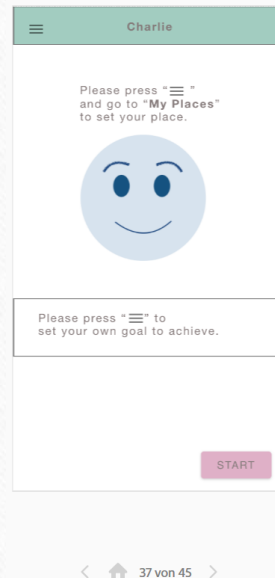 Charlie
Please press “☰ ”
and go to “My Places”
to set your place.
Please press “☰” to
set your own goal to achieve.
START
37 von 45